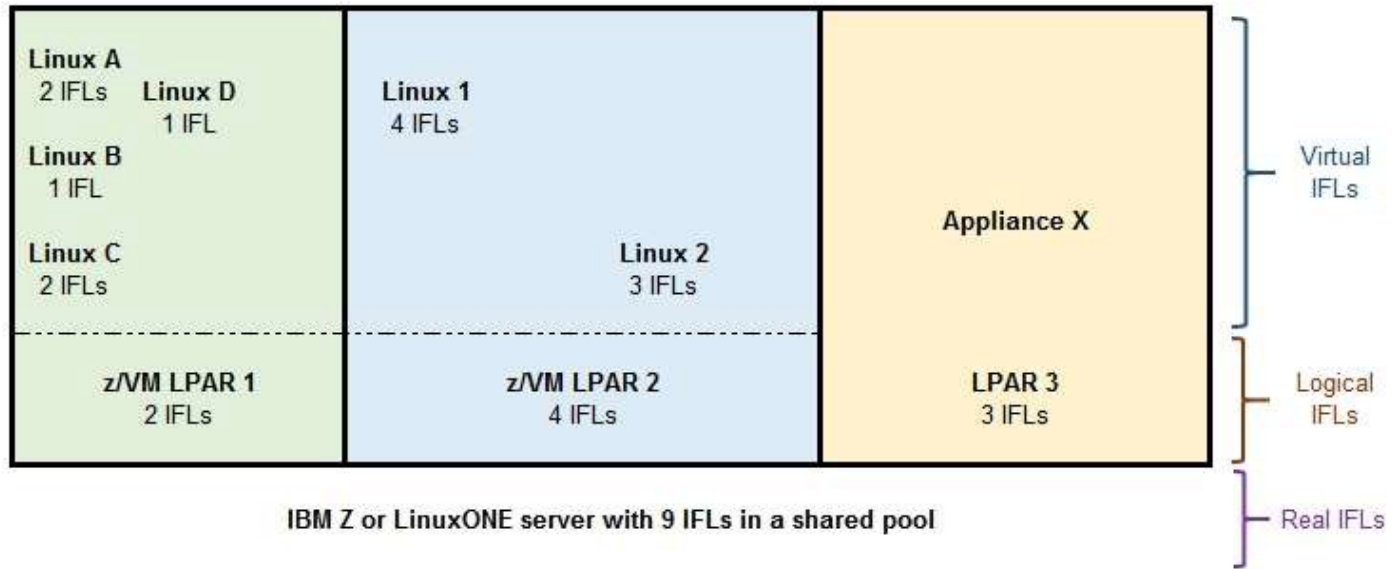 Linux A
2 IFLs
Linux D
1 IFL
Linux B
1 IFL
Linux C
2 IFLs
z/VM LPAR 1
2 IFLs
Linux 1
4 IFLs
Linux 2
3 IFLs
z/VM LPAR 2
4 IFLs
Appliance X
LPAR 3
3 IFLs
Virtual
IFLs
Logical
IFLs
IBM Z or LinuxONE server with 9 IFLs in a shared pool
Real IFLs